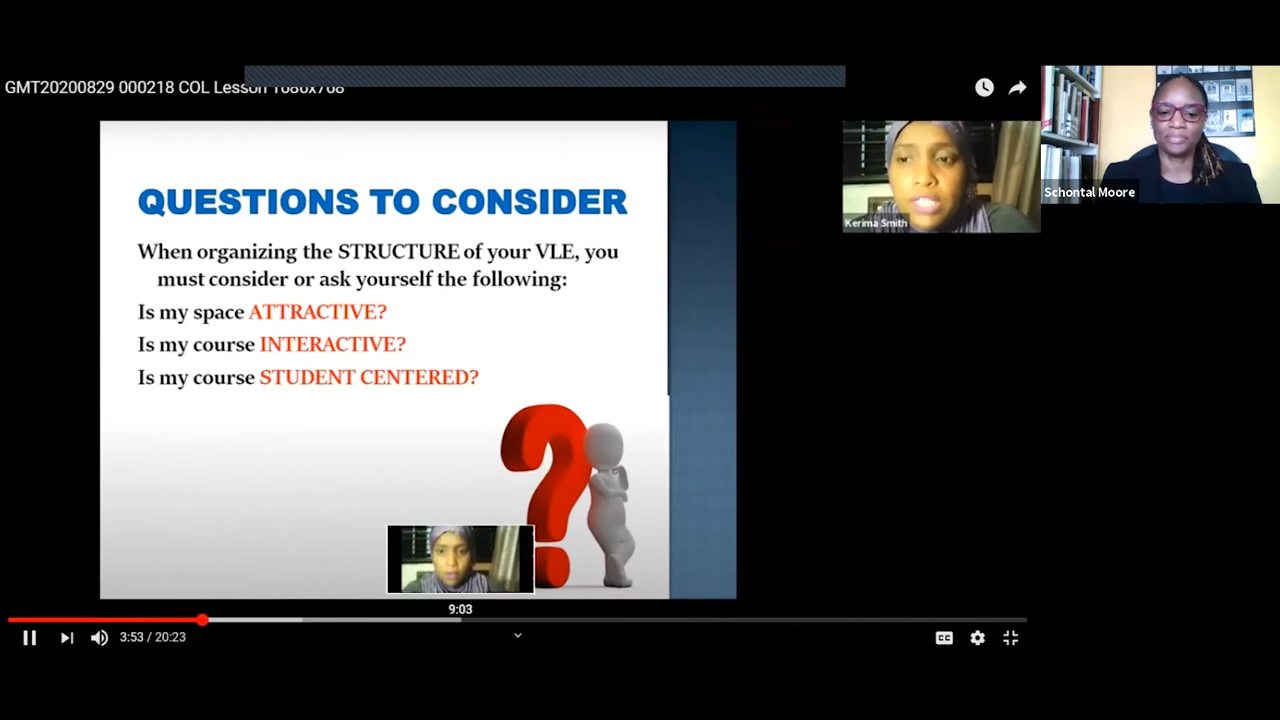 GMT20200829 000218 COL Lesson 1686x768
QUESTIONS TO CONSIDER
When organizing the STRUCTURE of your VLE, you
must consider or ask yourself the following:
Is my space ATTRACTIVE?
Is my course INTERACTIVE?
Is my course STUDENT CENTERED?
Kerima Smith
Schontal Moore
9:03
3:53 / 20:23
CC